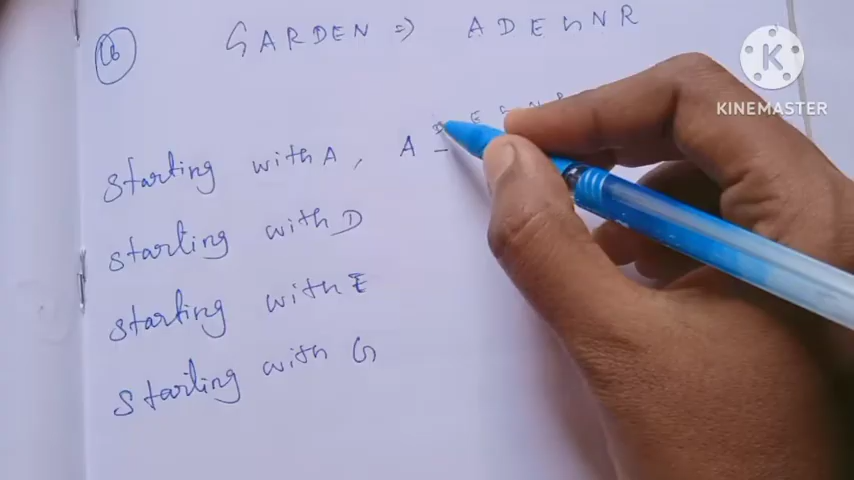 16 GARDEN => ADEGNR
KINEMASTER
D E G N R
Starting with A, A _
Starting with D
Starting with E
Starting with G